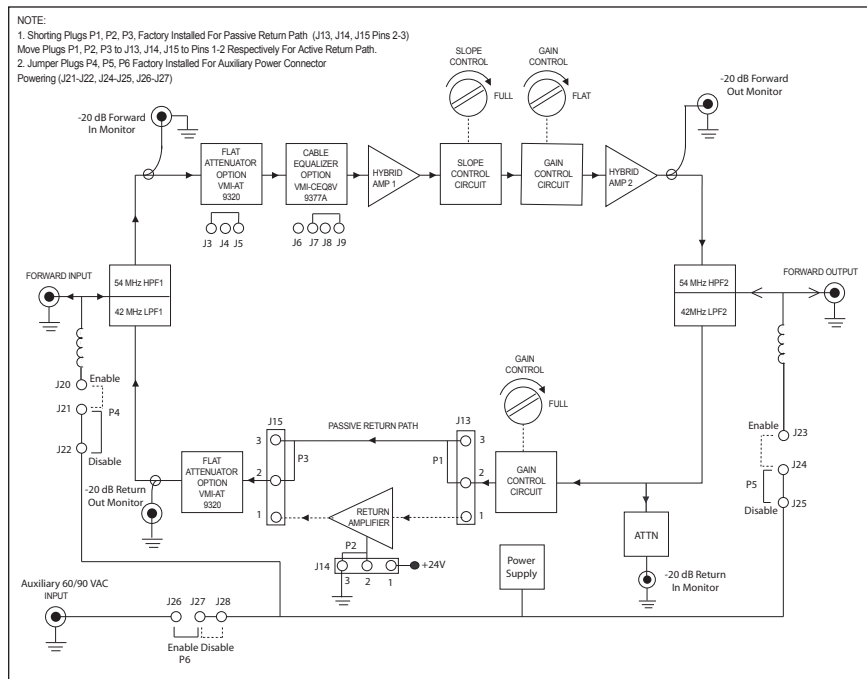 NOTE:
1. Shorting Plugs P1, P2, P3, Factory Installed For Passive Return Path (J13, J14, J15 Pins 2-3)
Move Plugs P1, P2, P3 to J13, J14, J15 to Pins 1-2 Respectively For Active Return Path.
2. Jumper Plugs P4, P5, P6 Factory Installed For Auxiliary Power Connector
Powering (J21-J22, J24-J25, J26-J27)
SLOPE
CONTROL
FULL
GAIN
CONTROL
FLAT
-20 dB Forward
In Monitor
-20 dB Forward
Out Monitor
FLAT
ATTENUATOR
OPTION
VMI-AT
9320
CABLE
EQUALIZER
OPTION
VMI-CEQ8V
9377A
HYBRID
AMP 1
SLOPE
CONTROL
CIRCUIT
GAIN
CONTROL
CIRCUIT
HYBRID
AMP 2
J3 J4 J5
J6 J7 J8 J9
FORWARD INPUT
54 MHz HPF1
42 MHz LPF1
54 MHz HPF2
42MHz LPF2
FORWARD OUTPUT
J20
Enable
J21
P4
J22
Disable
GAIN
CONTROL
FULL
J15
PASSIVE RETURN PATH
J13
3
3
P3
P1
2
2
1
1
FLAT
ATTENUATOR
OPTION
VMI-AT
9320
GAIN
CONTROL
CIRCUIT
RETURN
AMPLIFIER
-20 dB Return
Out Monitor
P2
J14
3 2 1
+24V
Enable
J23
J24
P5
Disable
J25
ATTN
-20 dB Return
In Monitor
Power
Supply
Auxiliary 60/90 VAC
INPUT
J26 J27 J28
Enable Disable
P6